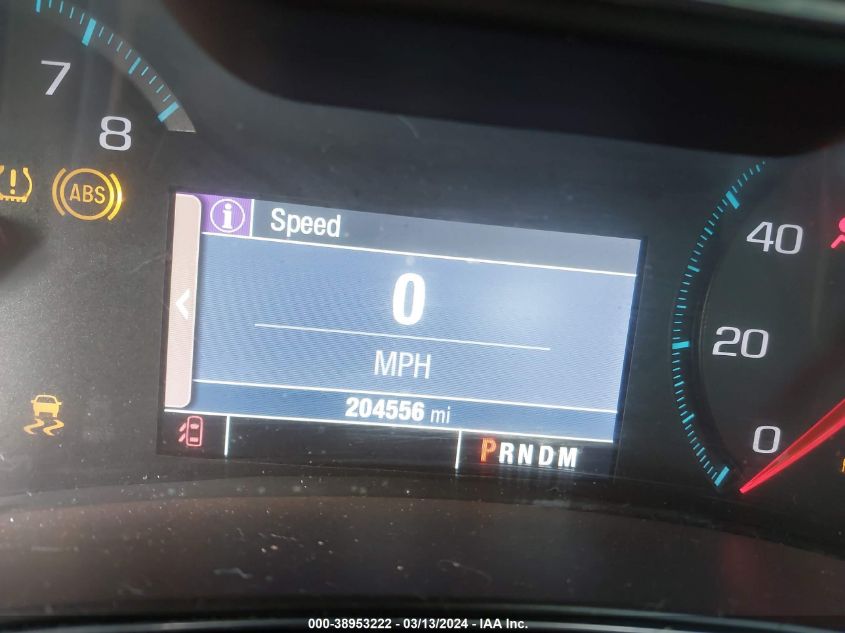 7
8
ABS
Speed
0
MPH
204556 mi
PRNDM
40
20
0
000-38953222 - 03/13/2024 - IAA Inc.